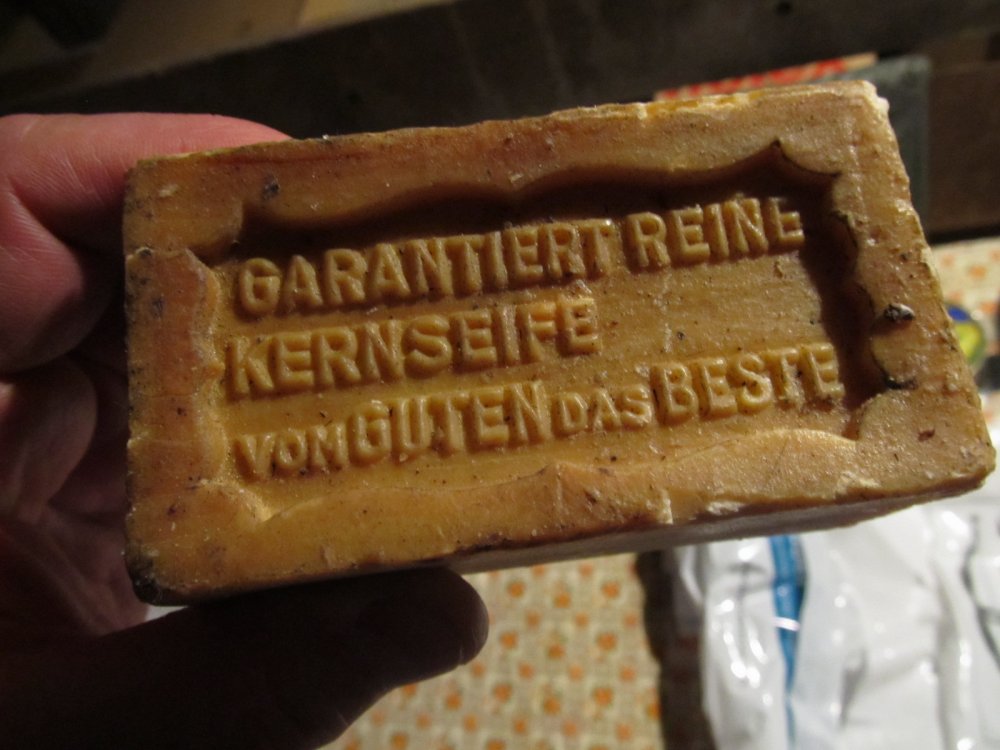 GARANTIERT REINE
KERNSEIFE
VOM GUTEN DAS BESTE